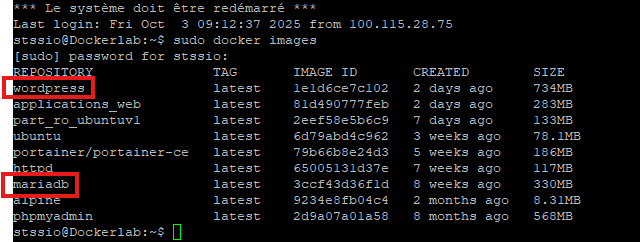 *** Le système doit être redémarré ***
Last login: Fri Oct  3 09:12:37 2025 from 100.115.28.75
stssio@Dockerlab:~$ sudo docker images
[sudo] password for stssio:
REPOSITORY TAG IMAGE ID CREATED SIZE
wordpress latest 1e1d6ce7c102 2 days ago 734MB
applications_web latest 81d490777feb 2 days ago 283MB
part_ro_ubuntuv1 latest 2eef58e5b6c9 7 days ago 133MB
ubuntu latest 6d79abd4c962 3 weeks ago 78.1MB
portainer/portainer-ce latest 79b66b8e24d3 5 weeks ago 186MB
httpd latest 65005131d37e 7 weeks ago 117MB
mariadb latest 3ccf43d36f1d 8 weeks ago 330MB
alpine latest 9234e8fb04c4 2 months ago 8.31MB
phpmyadmin latest 2d9a07a01a58 8 months ago 568MB
stssio@Dockerlab:~$